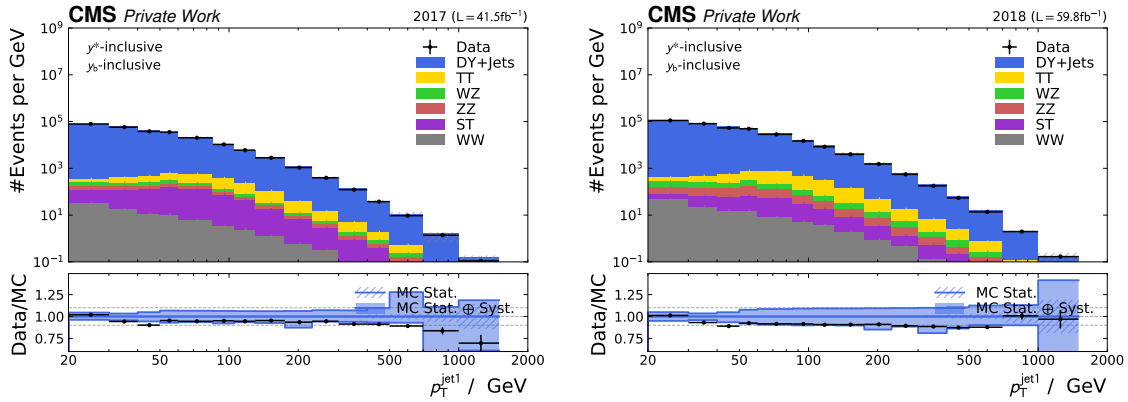 CMS Private Work 2017 (L = 41.5fb⁻¹)
#Events per GeV
10⁹
10⁷
10⁵
10³
10¹
10⁻¹
y*-inclusive
y_b-inclusive
Data
DY+Jets
TT
WZ
ZZ
ST
WW
Data/MC
1.25
1.00
0.75
MC Stat.
MC Stat. ⊕ Syst.
20 50 100 200 500 1000 2000
p_T^jet1 / GeV
CMS Private Work 2018 (L = 59.8fb⁻¹)
#Events per GeV
10⁹
10⁷
10⁵
10³
10¹
10⁻¹
y*-inclusive
y_b-inclusive
Data
DY+Jets
TT
WZ
ZZ
ST
WW
Data/MC
1.25
1.00
0.75
MC Stat.
MC Stat. ⊕ Syst.
20 50 100 200 500 1000 2000
p_T^jet1 / GeV